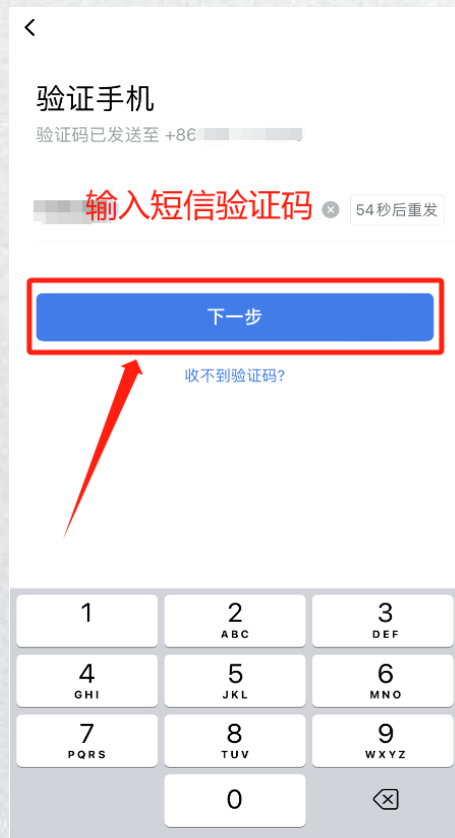 验证手机
验证码已发送至 +86
输入短信验证码
54秒后重发
下一步
收不到验证码?
1
2
ABC
3
DEF
4
GHI
5
JKL
6
MNO
7
PQRS
8
TUV
9
WXYZ
0